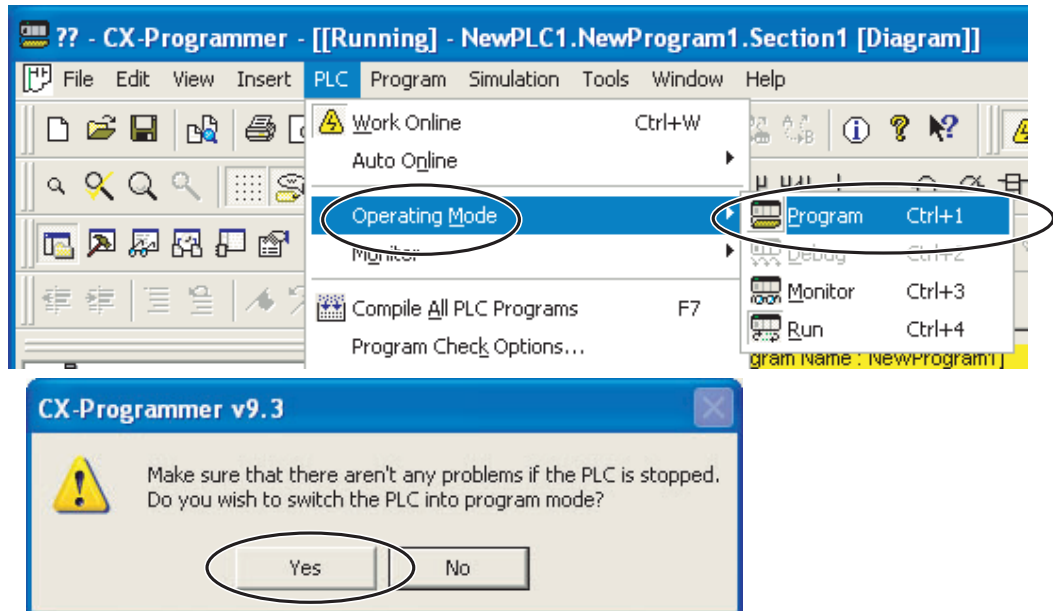 ?? - CX-Programmer - [[Running] - NewPLC1.NewProgram1.Section1 [Diagram]]
File Edit View Insert PLC Program Simulation Tools Window Help
Work Online Ctrl+W
Auto Online
Operating Mode
Program Ctrl+1
Monitor
Debug Ctrl+2
Monitor Ctrl+3
Compile All PLC Programs F7
Run Ctrl+4
Program Check Options...
gram Name : NewProgram1]
CX-Programmer v9.3
Make sure that there aren't any problems if the PLC is stopped.
Do you wish to switch the PLC into program mode?
Yes No